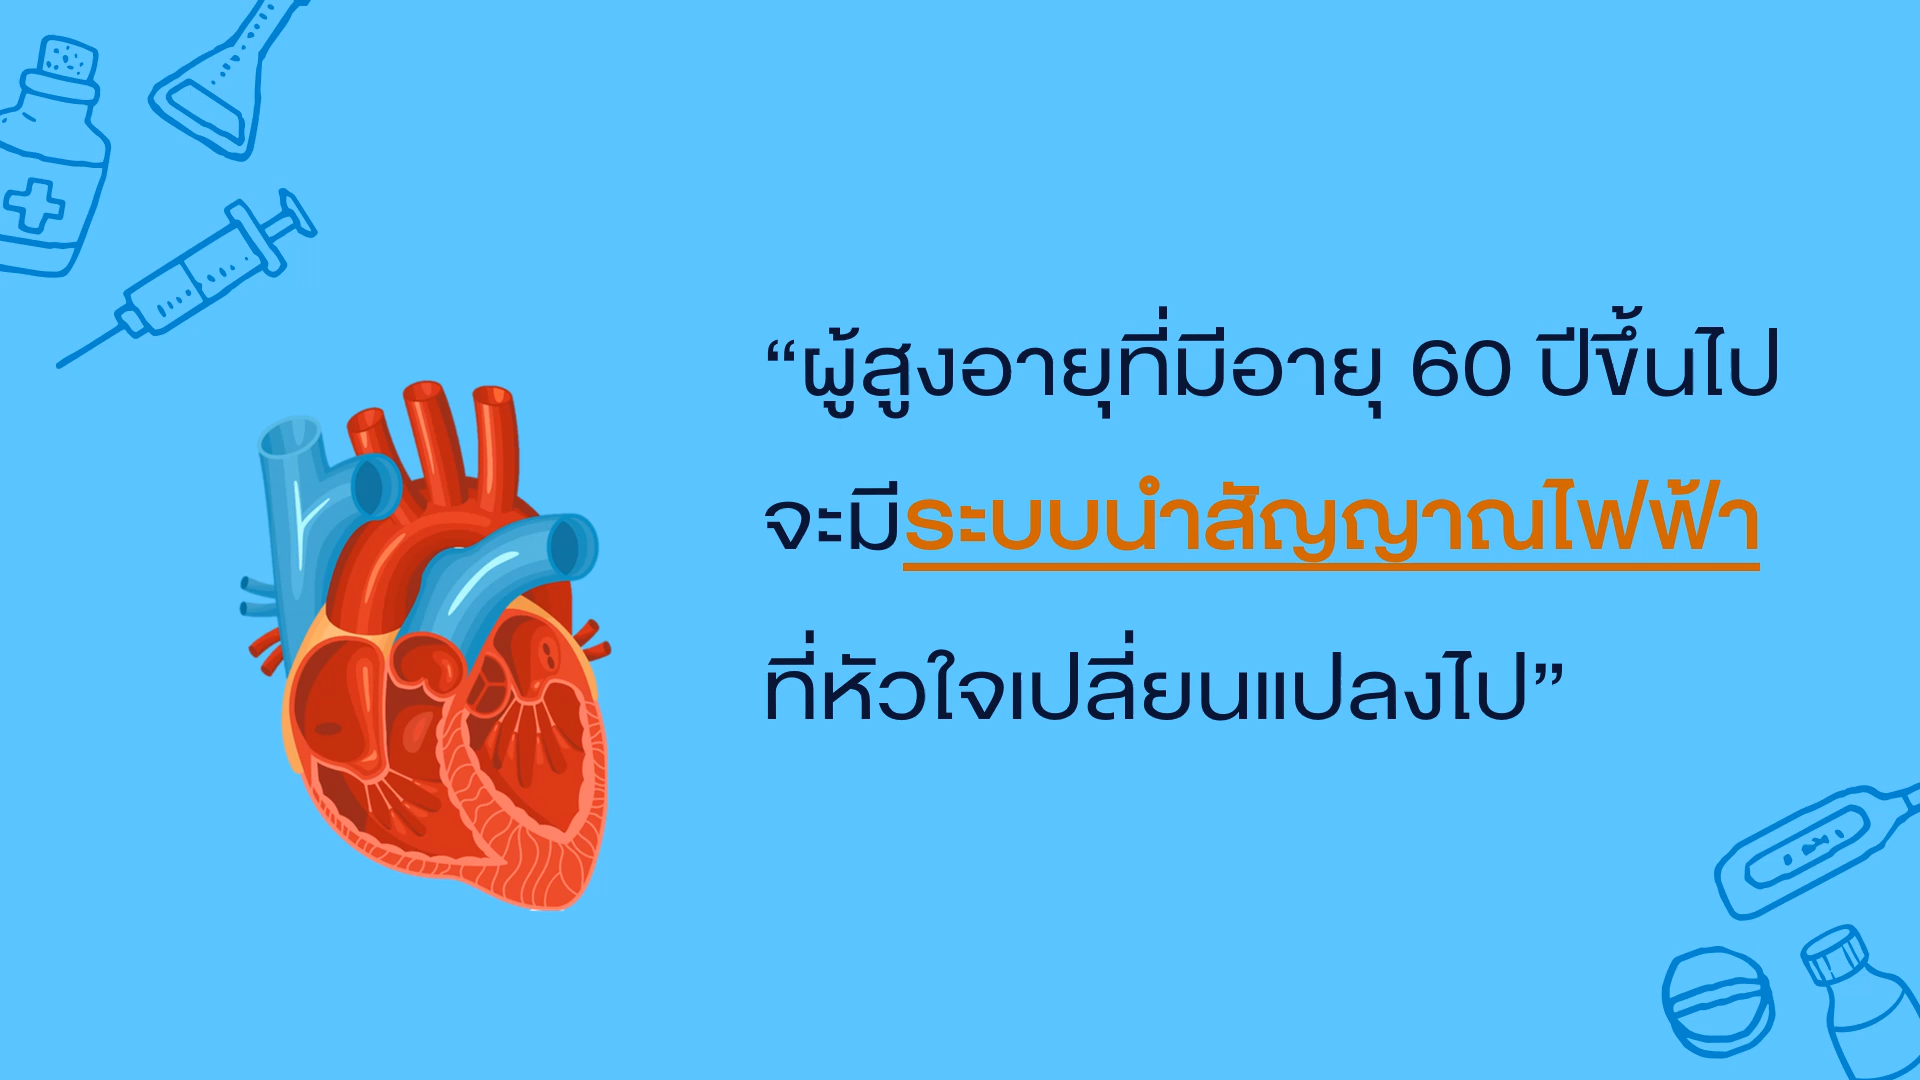 “ผู้สูงอายุที่มีอายุ 60 ปีขึ้นไป
จะมีระบบนำสัญญาณไฟฟ้า
ที่หัวใจเปลี่ยนแปลงไป”